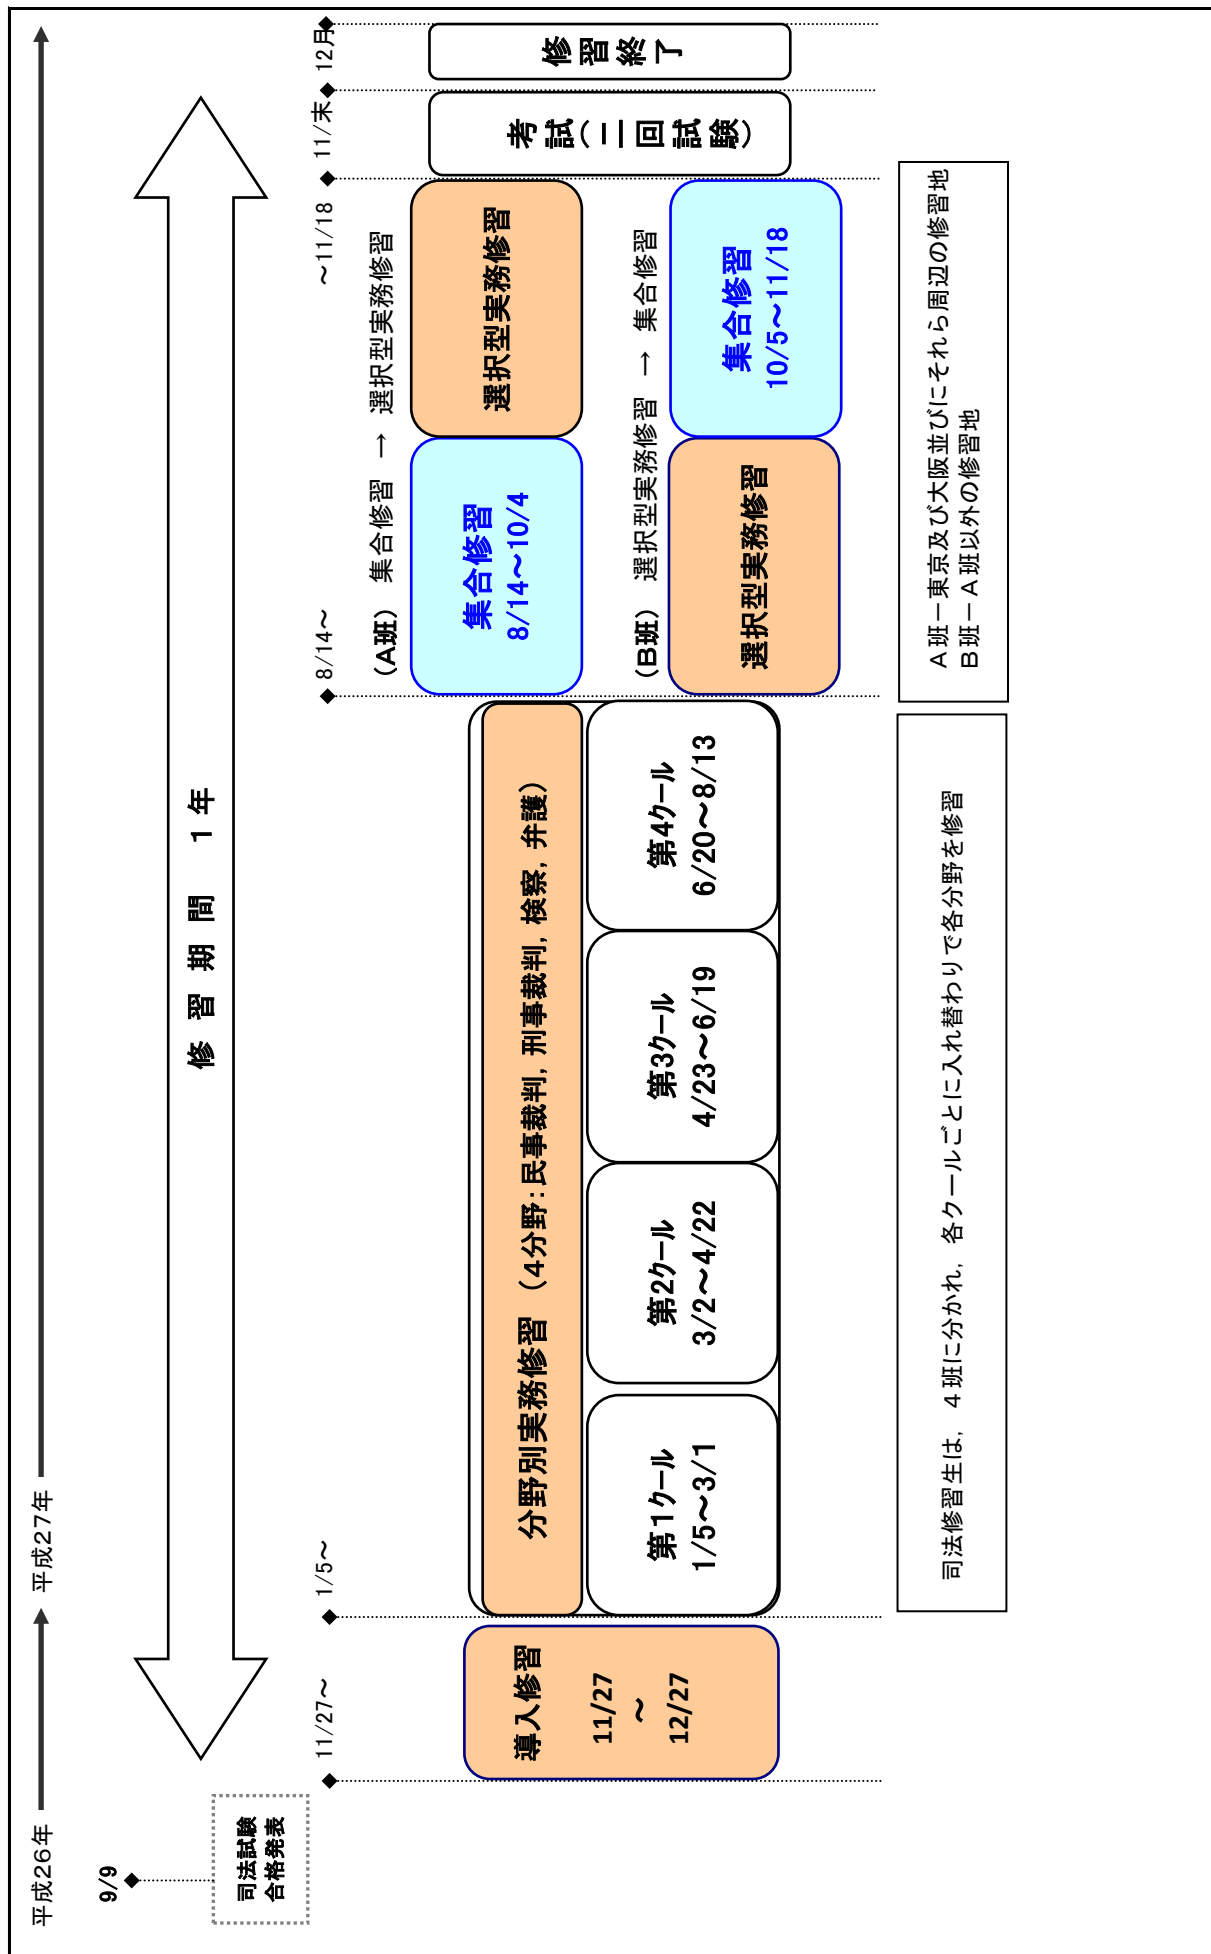 平成26年
平成27年
9/9
司法試験
合格発表
修習期間　1年
11/27～
1/5～
8/14～
～11/18
11/末
12月
導入修習
11/27
～
12/27
分野別実務修習　（4分野：民事裁判，刑事裁判，検察，弁護）
第1クール
1/5～3/1
第2クール
3/2～4/22
第3クール
4/23～6/19
第4クール
6/20～8/13
（A班）　集合修習　→　選択型実務修習
集合修習
8/14～10/4
選択型実務修習
（B班）　選択型実務修習　→　集合修習
選択型実務修習
集合修習
10/5～11/18
考試（二回試験）
修習終了
司法修習生は，４班に分かれ，各クールごとに入れ替わりで各分野を修習
Ａ班－東京及び大阪並びにそれら周辺の修習地
Ｂ班－Ａ班以外の修習地